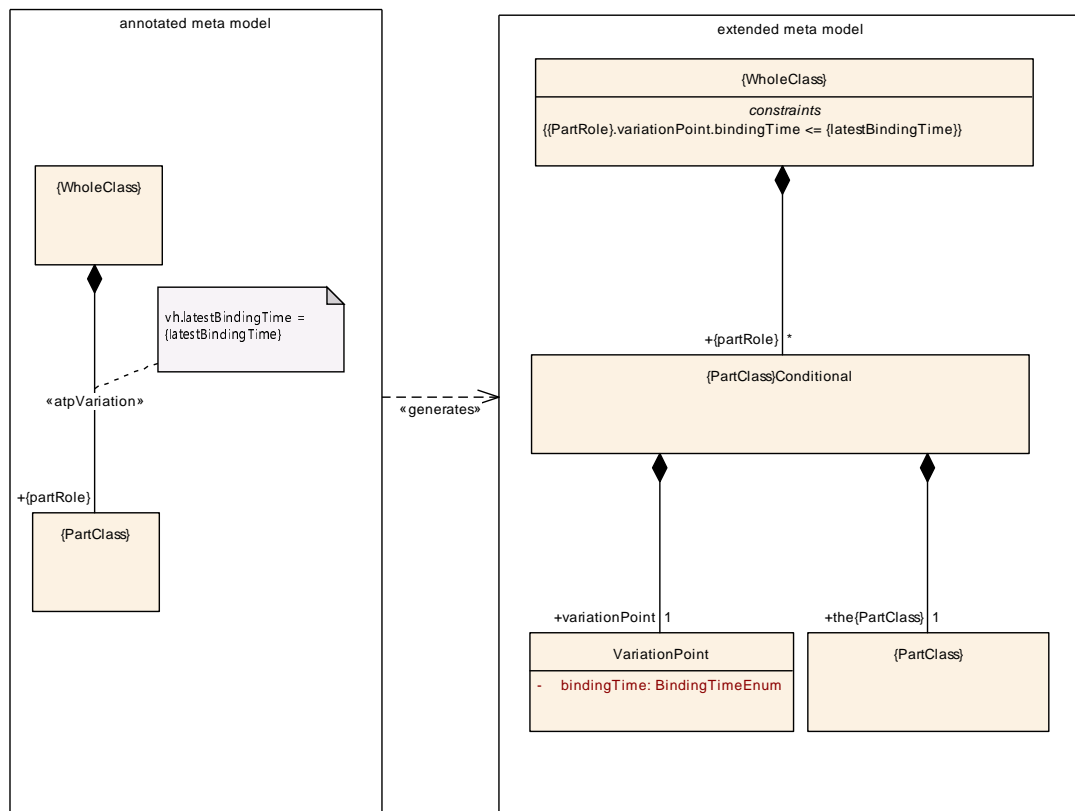 annotated meta model
{WholeClass}
vh.latestBindingTime =
{latestBindingTime}
«atpVariation»
+{partRole}
{PartClass}
«generates»
extended meta model
{WholeClass}
constraints
{{PartRole}.variationPoint.bindingTime <= {latestBindingTime}}
+{partRole} *
{PartClass}Conditional
+variationPoint 1
+the{PartClass} 1
VariationPoint
- bindingTime: BindingTimeEnum
{PartClass}